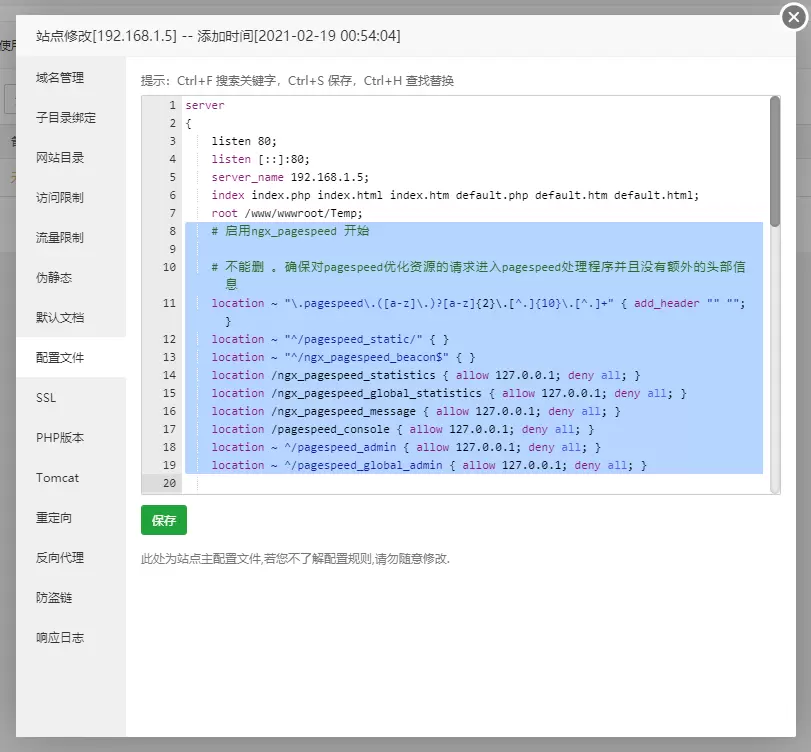 站点修改[192.168.1.5] -- 添加时间[2021-02-19 00:54:04]
域名管理
子目录绑定
网站目录
访问限制
流量限制
伪静态
默认文档
配置文件
SSL
PHP版本
Tomcat
重定向
反向代理
防盗链
响应日志
提示：Ctrl+F 搜索关键字，Ctrl+S 保存，Ctrl+H 查找替换
1 server
2 {
3 listen 80;
4 listen [::]:80;
5 server_name 192.168.1.5;
6 index index.php index.html index.htm default.php default.htm default.html;
7 root /www/wwwroot/Temp;
8 # 启用ngx_pagespeed 开始
9
10 # 不能删 。确保对pagespeed优化资源的请求进入pagespeed处理程序并且没有额外的头部信
息
11 location ~ "\.pagespeed\.([a-z]\.)?[a-z]{2}\.[^.]{10}\.[^.]+" { add_header "" "";
}
12 location ~ "^/pagespeed_static/" { }
13 location ~ "^/ngx_pagespeed_beacon$" { }
14 location /ngx_pagespeed_statistics { allow 127.0.0.1; deny all; }
15 location /ngx_pagespeed_global_statistics { allow 127.0.0.1; deny all; }
16 location /ngx_pagespeed_message { allow 127.0.0.1; deny all; }
17 location /pagespeed_console { allow 127.0.0.1; deny all; }
18 location ~ ^/pagespeed_admin { allow 127.0.0.1; deny all; }
19 location ~ ^/pagespeed_global_admin { allow 127.0.0.1; deny all; }
20
保存
此处为站点主配置文件,若您不了解配置规则,请勿随意修改.